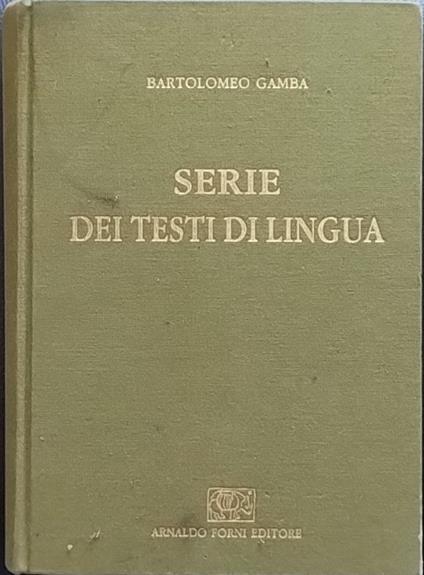 BARTOLOMEO GAMBA
SERIE
DEI TESTI DI LINGUA
ARNALDO FORNI EDITORE